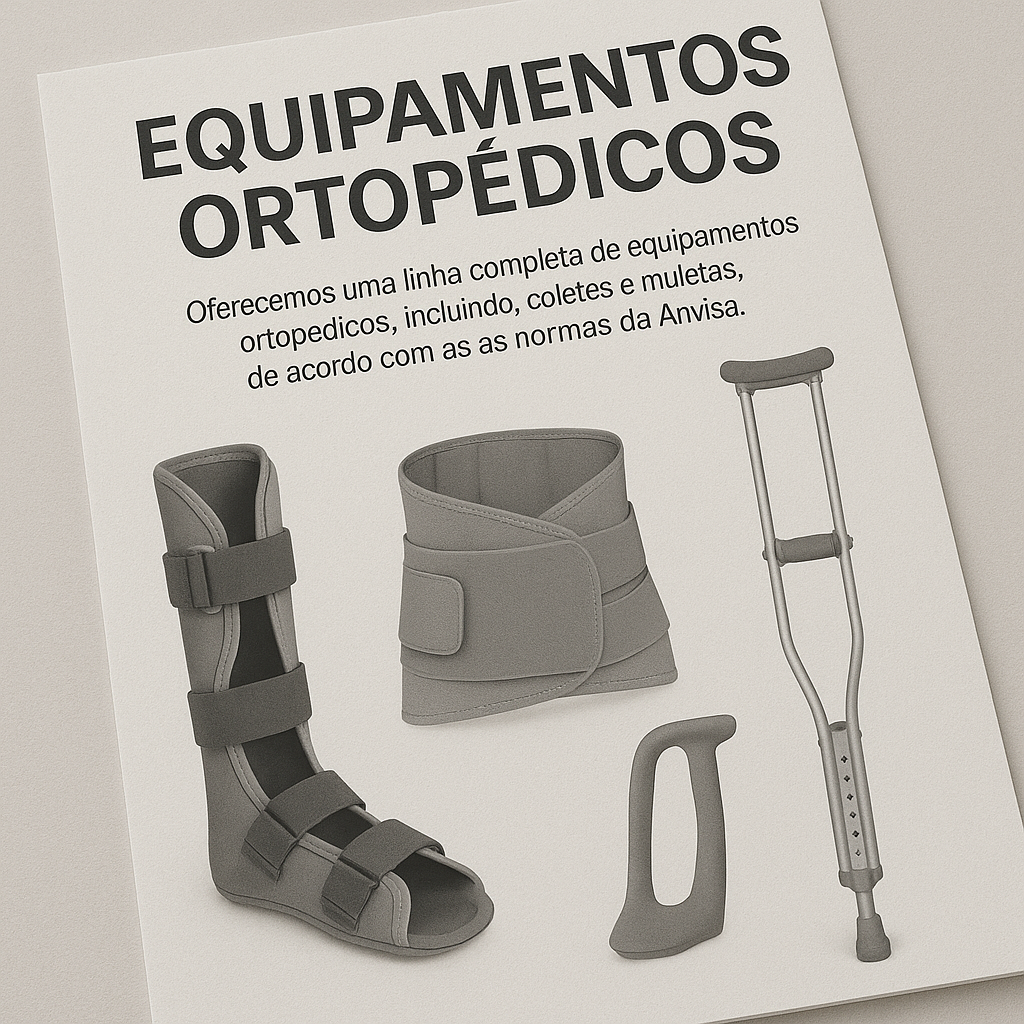 EQUIPAMENTOS
ORTOPÉDICOS
Oferecemos uma linha completa de equipamentos
ortopedicos, incluindo, coletes e muletas,
de acordo com as as normas da Anvisa.